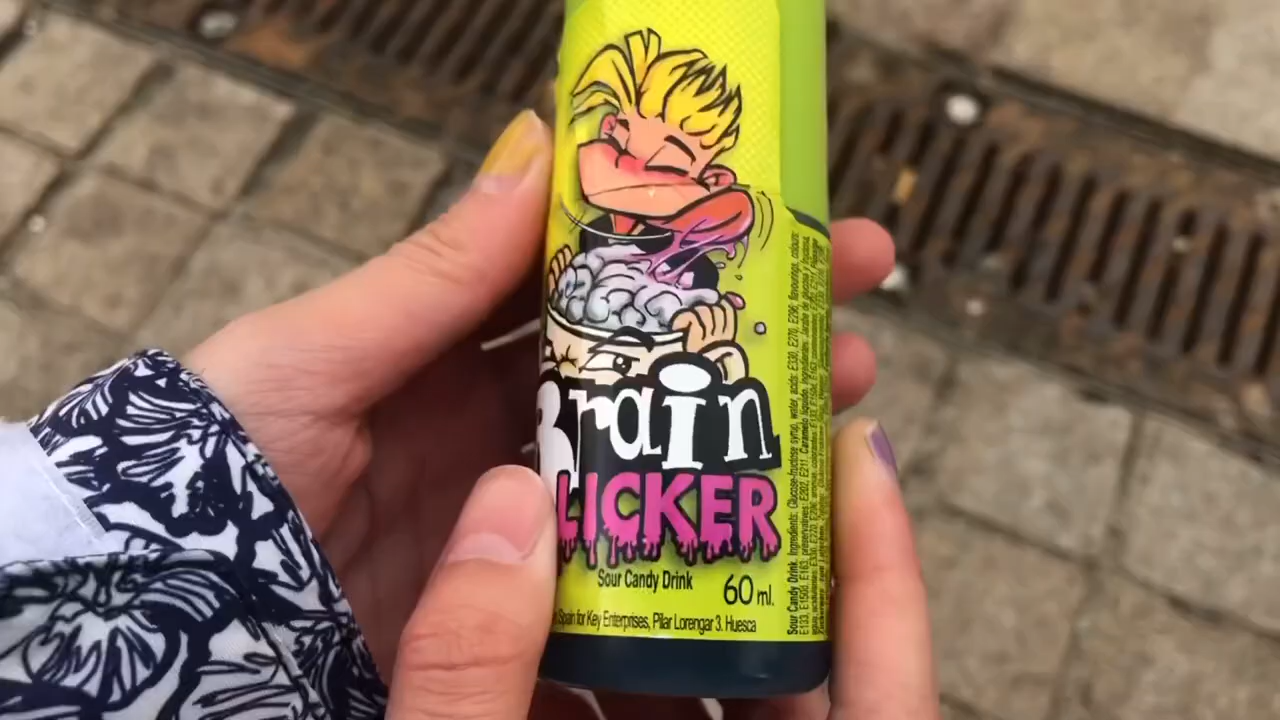 Brain
LICKER
Sour Candy Drink 60 ml.
Spain for Key Enterprises, Pilar Lorengar 3. Huesca
Sour Candy Drink. Ingredients: Glucose-fructose syrup, water, acids: E330, E270, E296, flavourings, colours:
E133, E150d, E163, preservatives: E202, E211. Caramelo líquido. Ingredientes: Jarabe de glucosa y fructosa,